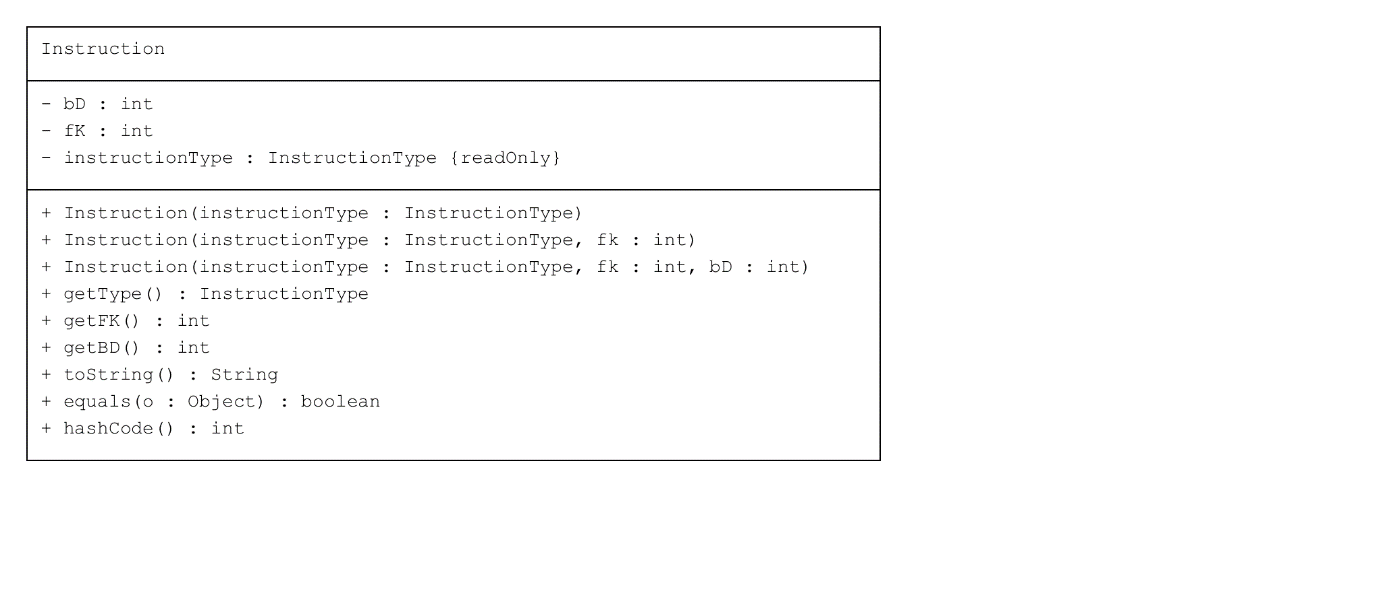 Instruction
- bD : int
- fK : int
- instructionType : InstructionType {readOnly}
+ Instruction(instructionType : InstructionType)
+ Instruction(instructionType : InstructionType, fk : int)
+ Instruction(instructionType : InstructionType, fk : int, bD : int)
+ getType() : InstructionType
+ getFK() : int
+ getBD() : int
+ toString() : String
+ equals(o : Object) : boolean
+ hashCode() : int